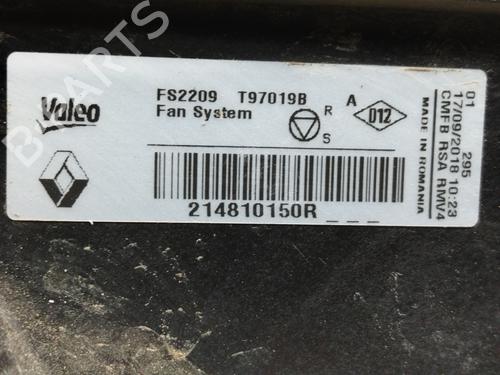 B-PARTS
Valeo
FS2209 T97019B
Fan System
R
S
A
D12
214810150R
01 295
17/09/2018 10:23
CMFB RSA RMV4
MADE IN ROMANIA